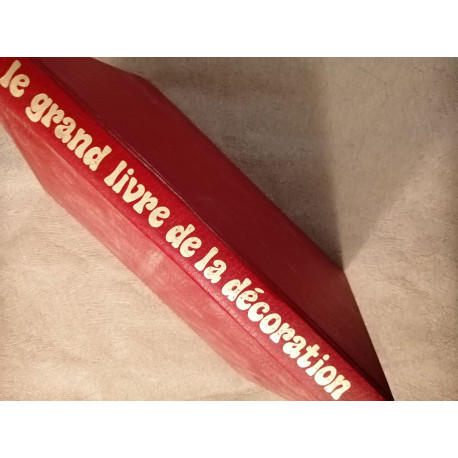 le grand livre de la décoration